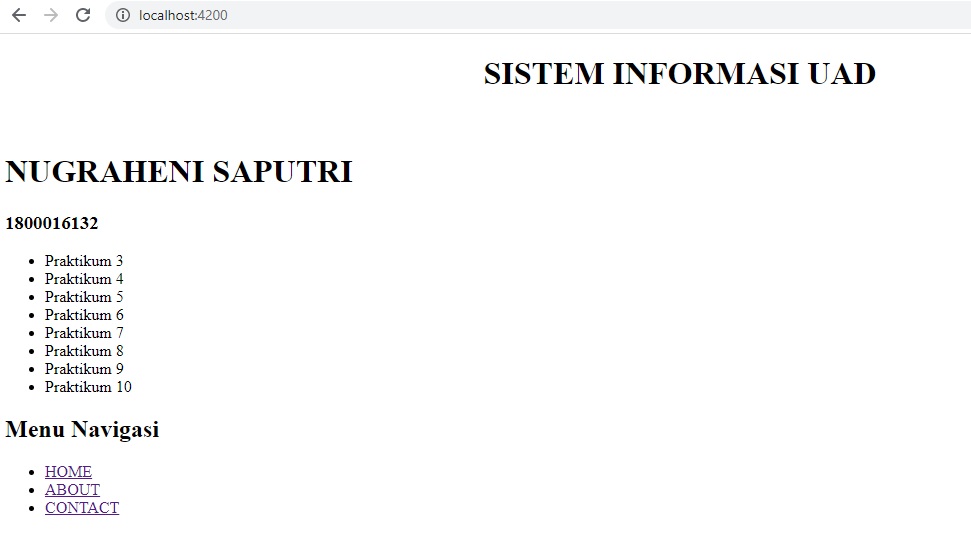 localhost:4200
SISTEM INFORMASI UAD
NUGRAHENI SAPUTRI
1800016132
Praktikum 3
Praktikum 4
Praktikum 5
Praktikum 6
Praktikum 7
Praktikum 8
Praktikum 9
Praktikum 10
Menu Navigasi
HOME
ABOUT
CONTACT